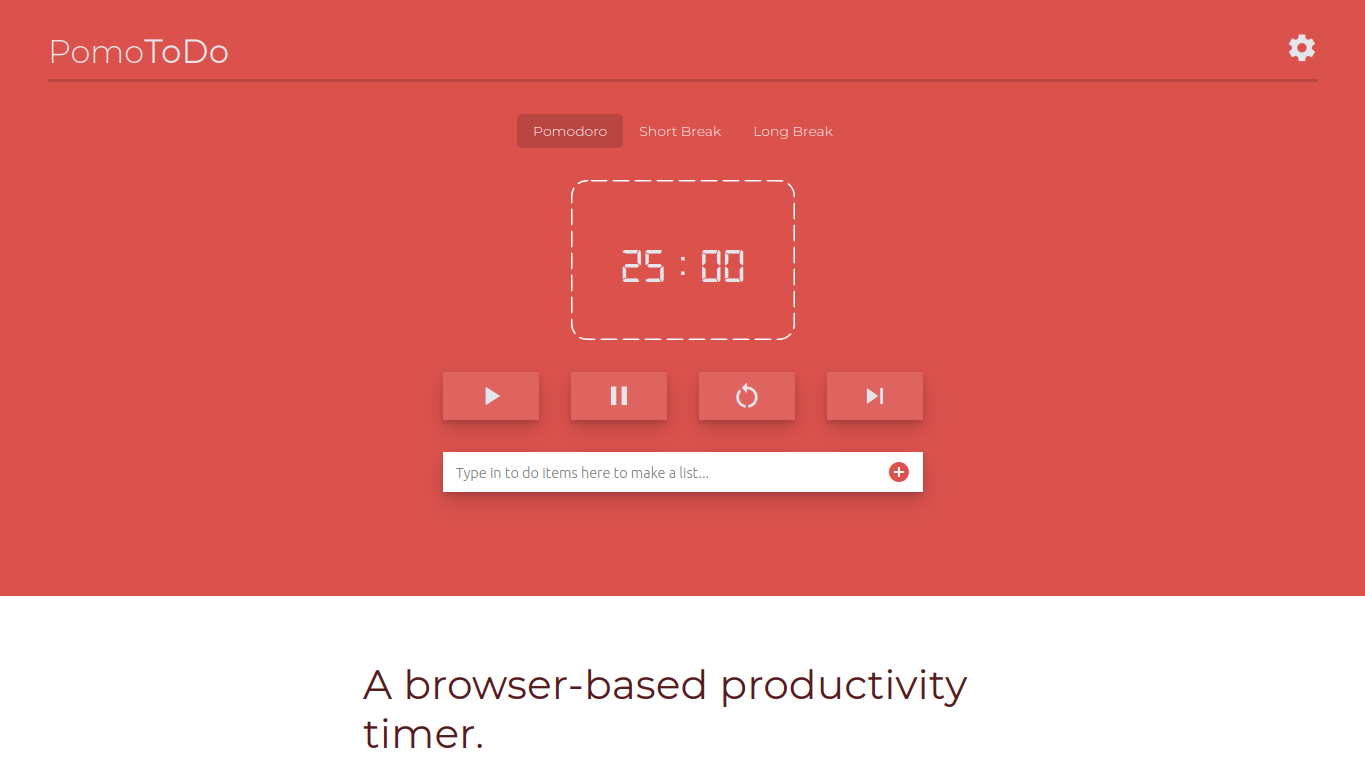 PomoToDo
Pomodoro Short Break Long Break
25 : 00
Type in to do items here to make a list...
A browser-based productivity
timer.